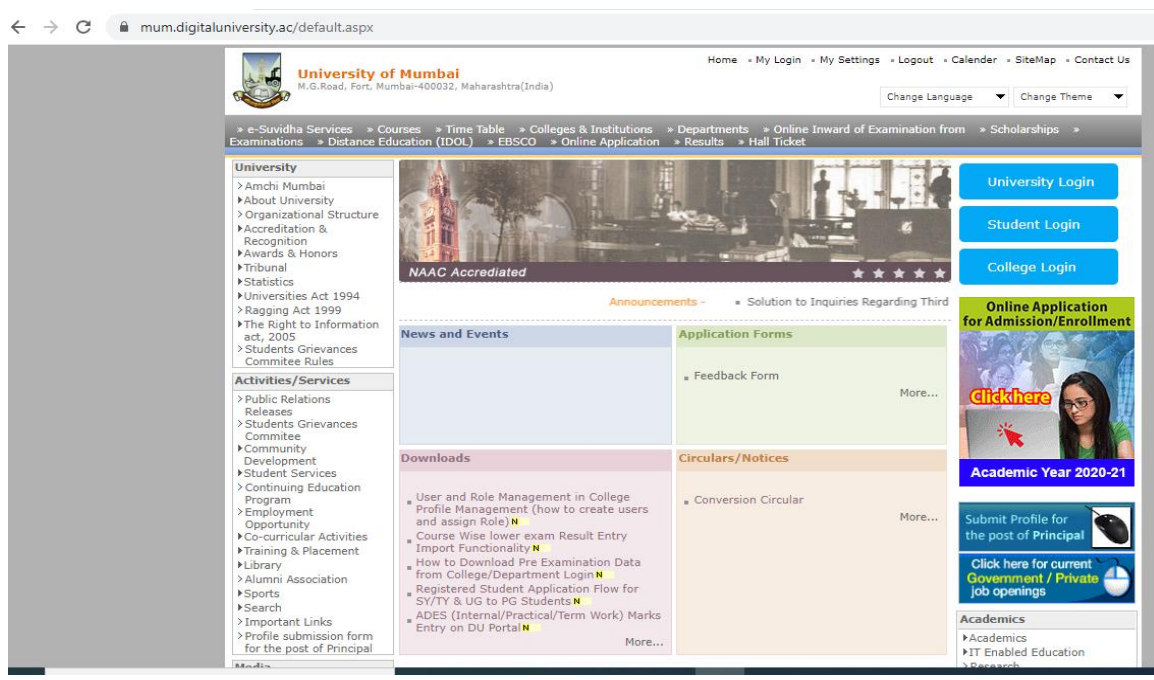 mum.digitaluniversity.ac/default.aspx
University of Mumbai
M.G.Road, Fort, Mumbai-400032, Maharashtra(India)
Home » My Login » My Settings » Logout » Calender » SiteMap » Contact Us
Change Language Change Theme
» e-Suvidha Services » Courses » Time Table » Colleges & Institutions » Departments » Online Inward of Examination from » Scholarships »
Examinations » Distance Education (IDOL) » EBSCO » Online Application » Results » Hall Ticket
University
Amchi Mumbai
About University
Organizational Structure
Accreditation &
Recognition
Awards & Honors
Tribunal
Statistics
Universities Act 1994
Ragging Act 1999
The Right to Information
act, 2005
Students Grievances
Commitee Rules
Activities/Services
Public Relations
Releases
Students Grievances
Commitee
Community
Development
Student Services
Continuing Education
Program
Employment
Opportunity
Co-curricular Activities
Training & Placement
Library
Alumni Association
Sports
Search
Important Links
Profile submission form
for the post of Principal
Media
NAAC Accrediated
Announcements - Solution to Inquiries Regarding Third
News and Events
Application Forms
Feedback Form
More...
Downloads
User and Role Management in College
Profile Management (how to create users
and assign Role) N
Course Wise lower exam Result Entry
Import Functionality N
How to Download Pre Examination Data
from College/Department Login N
Registered Student Application Flow for
SY/TY & UG to PG Students N
ADES (Internal/Practical/Term Work) Marks
Entry on DU Portal N
More...
Circulars/Notices
Conversion Circular
More...
University Login
Student Login
College Login
Online Application
for Admission/Enrollment
Click here
Academic Year 2020-21
Submit Profile for
the post of Principal
Click here for current
Government / Private
job openings
Academics
Academics
IT Enabled Education
Research